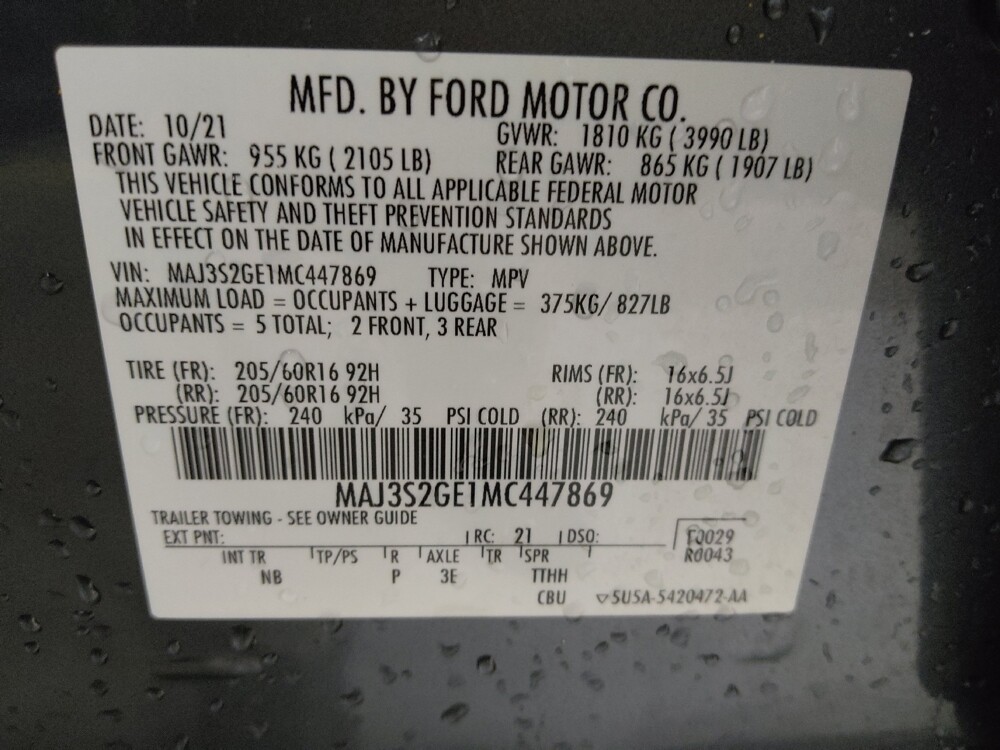 MFD. BY FORD MOTOR CO.
DATE: 10/21 GVWR: 1810 KG ( 3990 LB)
FRONT GAWR: 955 KG ( 2105 LB) REAR GAWR: 865 KG ( 1907 LB)
THIS VEHICLE CONFORMS TO ALL APPLICABLE FEDERAL MOTOR
VEHICLE SAFETY AND THEFT PREVENTION STANDARDS
IN EFFECT ON THE DATE OF MANUFACTURE SHOWN ABOVE.
VIN: MAJ3S2GE1MC447869 TYPE: MPV
MAXIMUM LOAD = OCCUPANTS + LUGGAGE = 375KG/ 827LB
OCCUPANTS = 5 TOTAL; 2 FRONT, 3 REAR
TIRE (FR): 205/60R16 92H RIMS (FR): 16x6.5J
(RR): 205/60R16 92H (RR): 16x6.5J
PRESSURE (FR): 240 kPa/ 35 PSI COLD (RR): 240 kPa/ 35 PSI COLD
MAJ3S2GE1MC447869
TRAILER TOWING - SEE OWNER GUIDE
EXT PNT: RC: 21 DSO: F0029
INT TR TP/PS R AXLE TR SPR R0043
NB P 3E TTHH
CBU ▽5U5A-5420472-AA